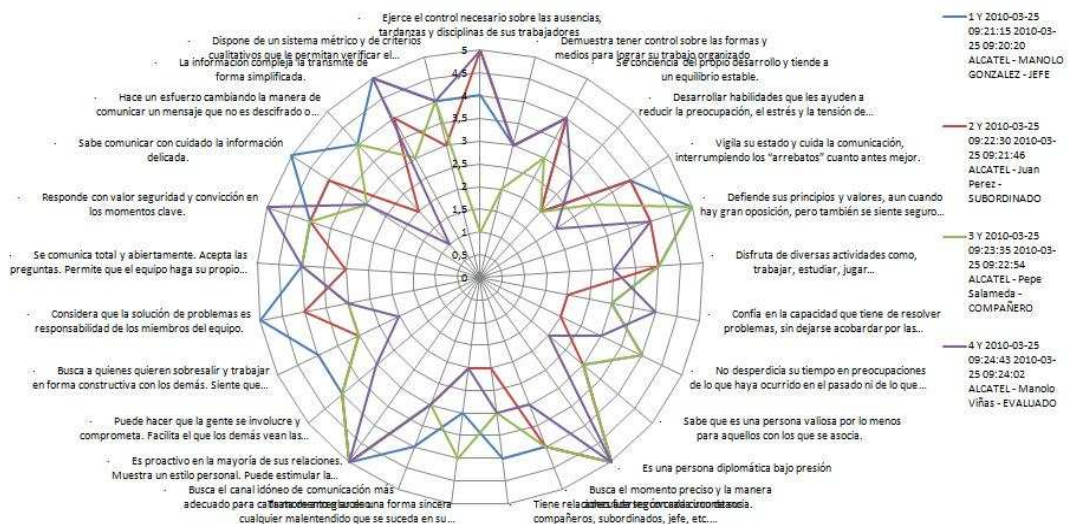 · Ejerce el control necesario sobre las ausencias,
tardanzas y disciplinas de sus trabajadores
· Demuestra tener control sobre las formas y
medios para lograr su trabajo organizado
· Se conciencia del propio desarrollo y tiende a
un equilibrio estable.
· Desarrollar habilidades que les ayuden a
reducir la preocupación, el estrés y la tensión de...
· Vigila su estado y cuida la comunicación,
interrumpiendo los "arrebatos" cuanto antes mejor.
· Defiende sus principios y valores, aun cuando
hay gran oposición, pero también se siente seguro...
· Disfruta de diversas actividades como,
trabajar, estudiar, jugar...
· Confía en la capacidad que tiene de resolver
problemas, sin dejarse acobardar por las...
· No desperdicia su tiempo en preocupaciones
de lo que haya ocurrido en el pasado ni de lo que...
· Sabe que es una persona valiosa por lo menos
para aquellos con los que se asocia.
· Es una persona diplomática bajo presión
· Busca el momento preciso y la manera
Tiene relaciones
compañeros, subordinados, jefe, etc....
una forma sincera
cualquier malentendido que se suceda en su...
· Busca el canal idóneo de comunicación más
adecuado para
· Es proactivo en la mayoría de sus relaciones.
Muestra un estilo personal. Puede estimular la...
· Puede hacer que la gente se involucre y
comprometa. Facilita el que los demás vean las...
· Busca a quienes quieren sobresalir y trabajar
en forma constructiva con los demás. Siente que...
· Considera que la solución de problemas es
responsabilidad de los miembros del equipo.
· Se comunica total y abiertamente. Acepta las
preguntas. Permite que el equipo haga su propio...
· Responde con valor seguridad y convicción en
los momentos clave.
· Sabe comunicar con cuidado la información
delicada.
· Hace un esfuerzo cambiando la manera de
comunicar un mensaje que no es descifrado o...
· La información compleja la transmite de
forma simplificada.
· Dispone de un sistema métrico y de criterios
cualitativos que le permitan verificar el...
5
4,5
4
3,5
3
2,5
2
1,5
1
0,5
0
1 Y 2010-03-25
09:21:15 2010-03-
25 09:20:20
ALCATEL - MANOLO
GONZALEZ - JEFE
2 Y 2010-03-25
09:22:30 2010-03-
25 09:21:46
ALCATEL - Juan
Perez -
SUBORDINADO
3 Y 2010-03-25
09:23:35 2010-03-
25 09:22:54
ALCATEL - Pepe
Salameda -
COMPAÑERO
4 Y 2010-03-25
09:24:43 2010-03-
25 09:24:02
ALCATEL - Manolo
Viñas - EVALUADO